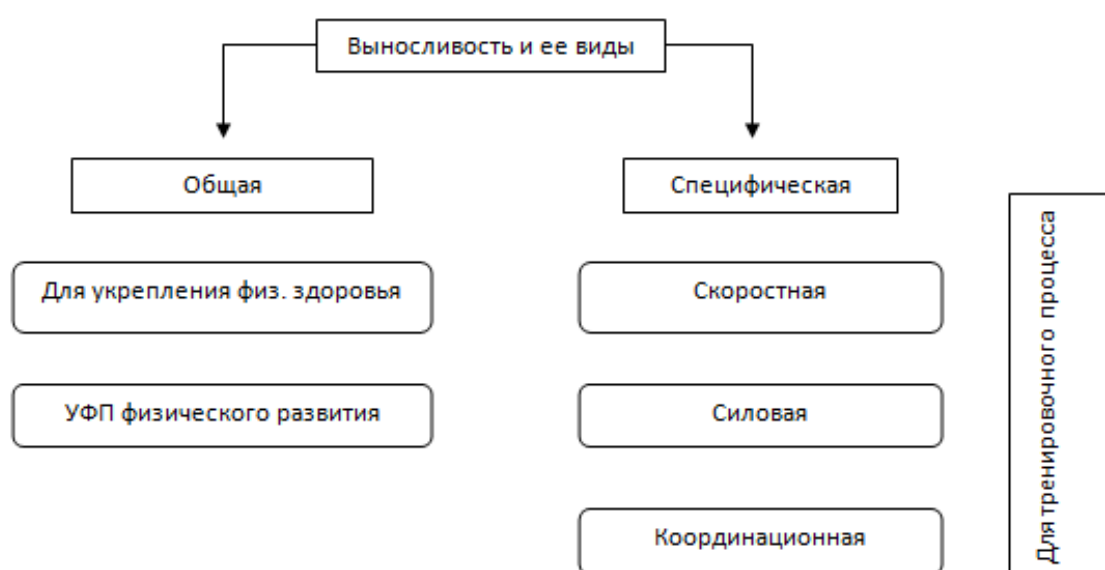 Выносливость и ее виды
Общая
Специфическая
Для укрепления физ. здоровья
Скоростная
УФП физического развития
Силовая
Координационная
Для тренировочного процесса